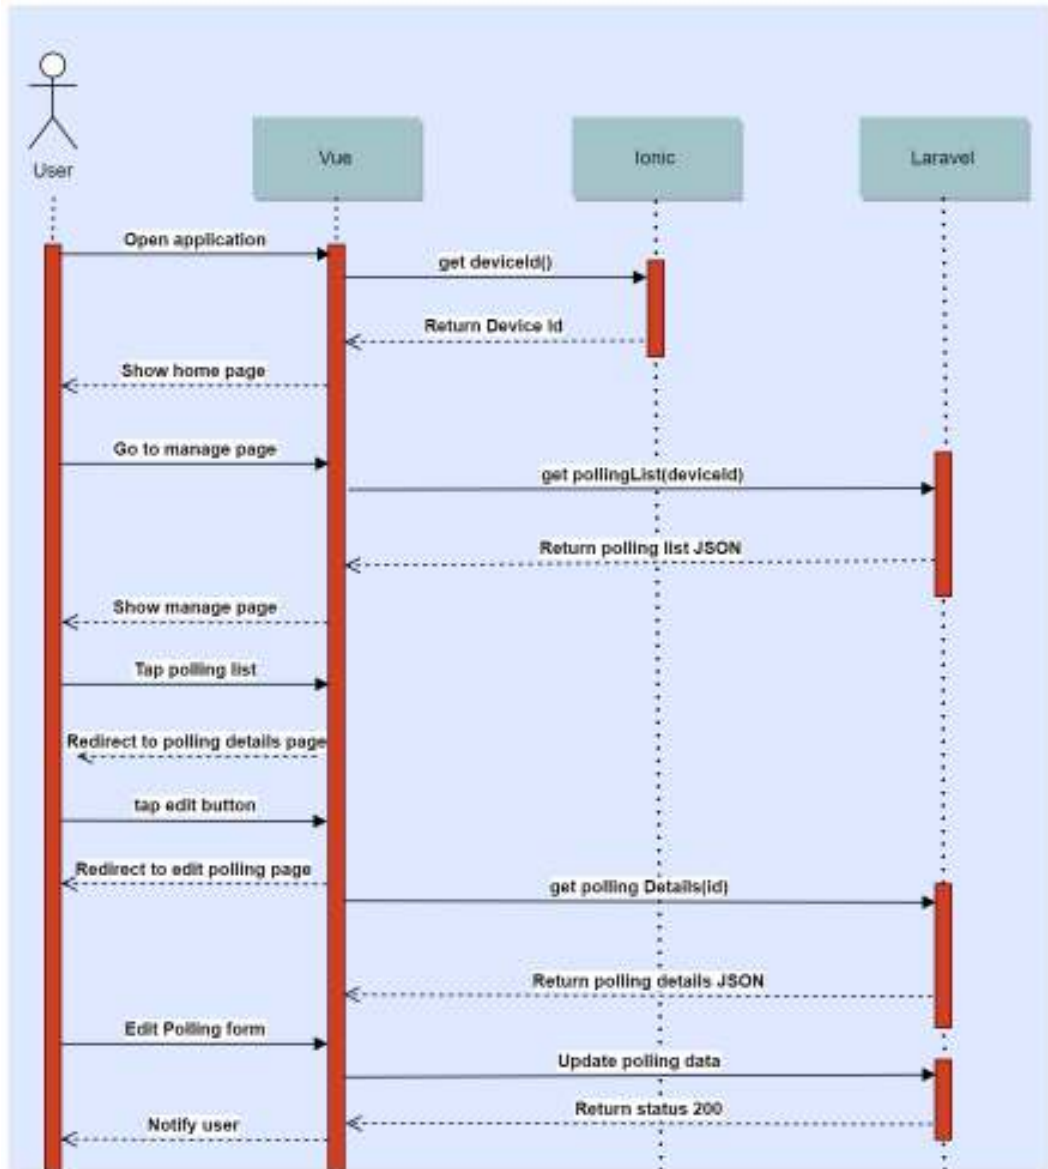 User
Vue
Ionic
Laravel
Open application
get deviceId()
Return Device Id
Show home page
Go to manage page
get pollingList(deviceId)
Return polling list JSON
Show manage page
Tap polling list
Redirect to polling details page
tap edit button
Redirect to edit polling page
get polling Details(id)
Return polling details JSON
Edit Polling form
Update polling data
Return status 200
Notify user